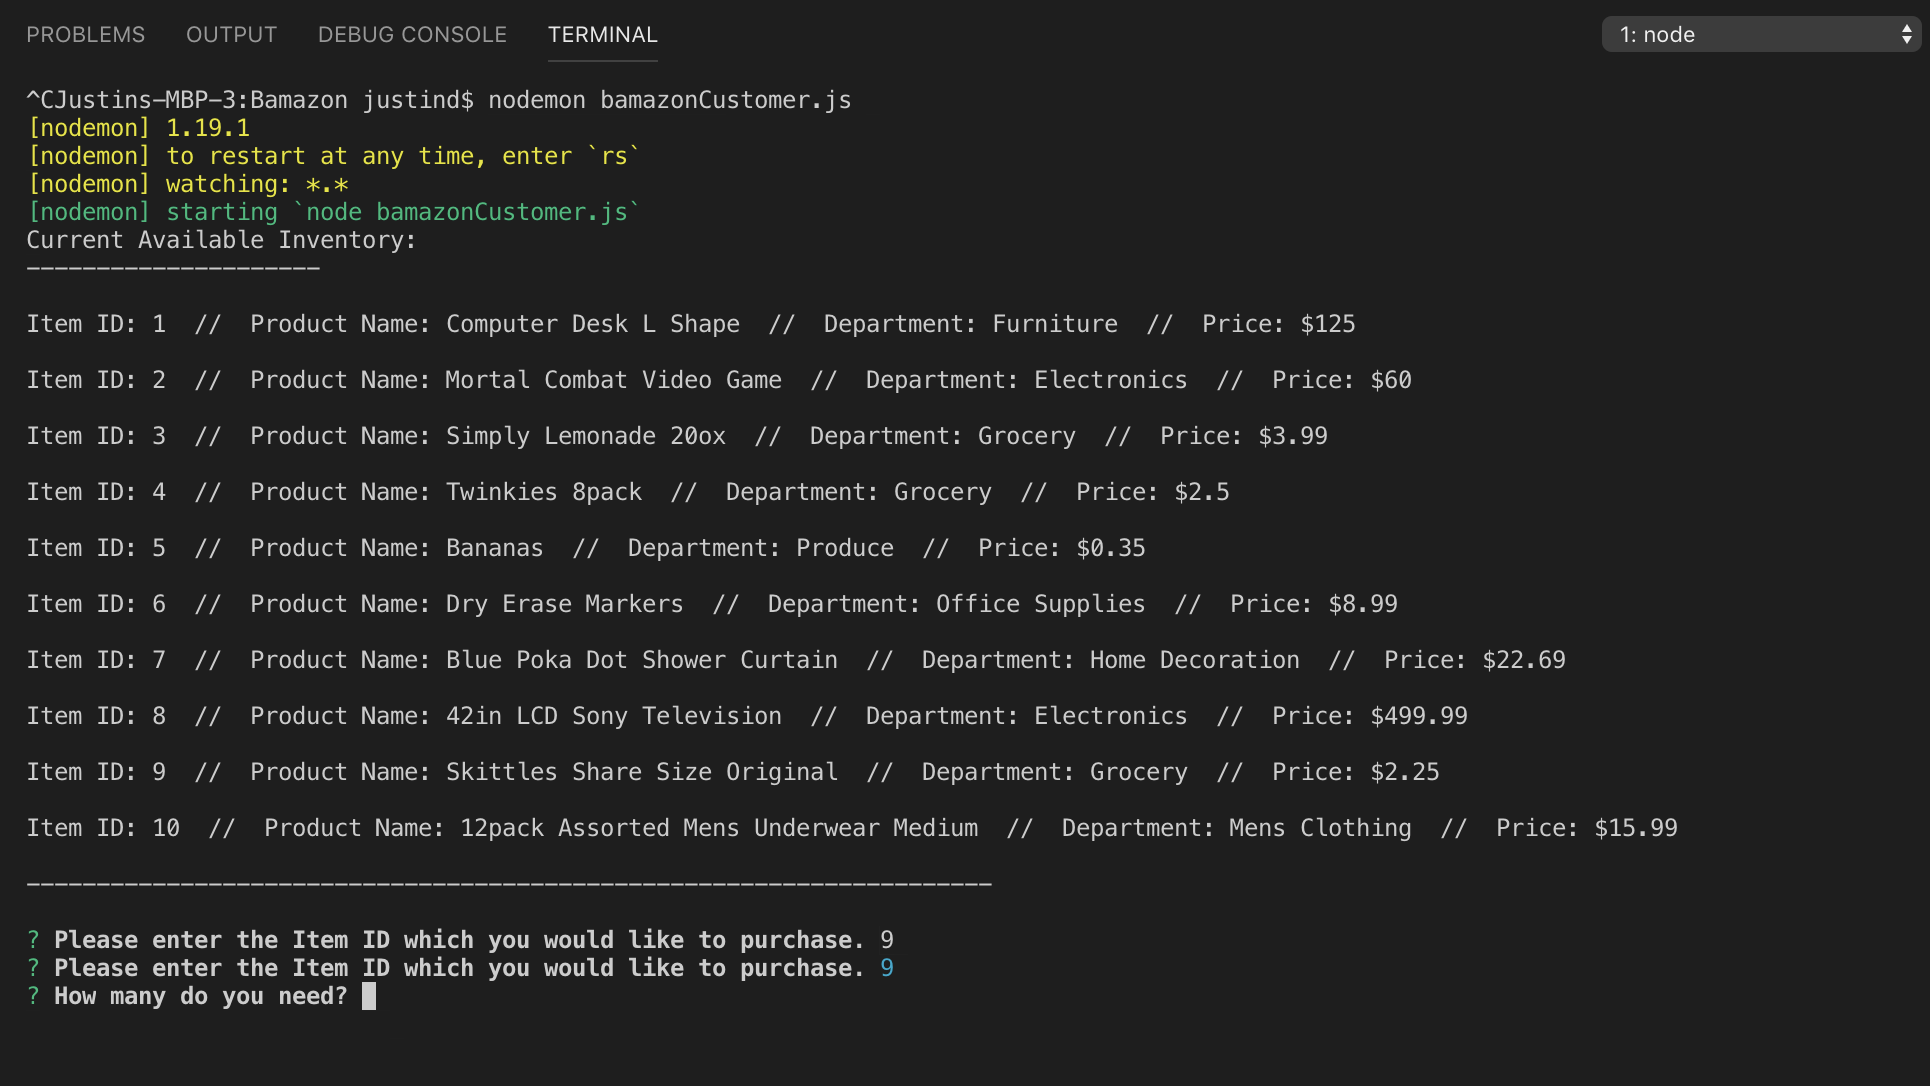 PROBLEMS OUTPUT DEBUG CONSOLE TERMINAL 1: node
^CJustins-MBP-3:Bamazon justind$ nodemon bamazonCustomer.js
[nodemon] 1.19.1
[nodemon] to restart at any time, enter `rs`
[nodemon] watching: *.*
[nodemon] starting `node bamazonCustomer.js`
Current Available Inventory:
---------------------
Item ID: 1  //  Product Name: Computer Desk L Shape  //  Department: Furniture  //  Price: $125
Item ID: 2  //  Product Name: Mortal Combat Video Game  //  Department: Electronics  //  Price: $60
Item ID: 3  //  Product Name: Simply Lemonade 20ox  //  Department: Grocery  //  Price: $3.99
Item ID: 4  //  Product Name: Twinkies 8pack  //  Department: Grocery  //  Price: $2.5
Item ID: 5  //  Product Name: Bananas  //  Department: Produce  //  Price: $0.35
Item ID: 6  //  Product Name: Dry Erase Markers  //  Department: Office Supplies  //  Price: $8.99
Item ID: 7  //  Product Name: Blue Poka Dot Shower Curtain  //  Department: Home Decoration  //  Price: $22.69
Item ID: 8  //  Product Name: 42in LCD Sony Television  //  Department: Electronics  //  Price: $499.99
Item ID: 9  //  Product Name: Skittles Share Size Original  //  Department: Grocery  //  Price: $2.25
Item ID: 10  //  Product Name: 12pack Assorted Mens Underwear Medium  //  Department: Mens Clothing  //  Price: $15.99
---------------------------------------------------------------------
? Please enter the Item ID which you would like to purchase. 9
? Please enter the Item ID which you would like to purchase. 9
? How many do you need?